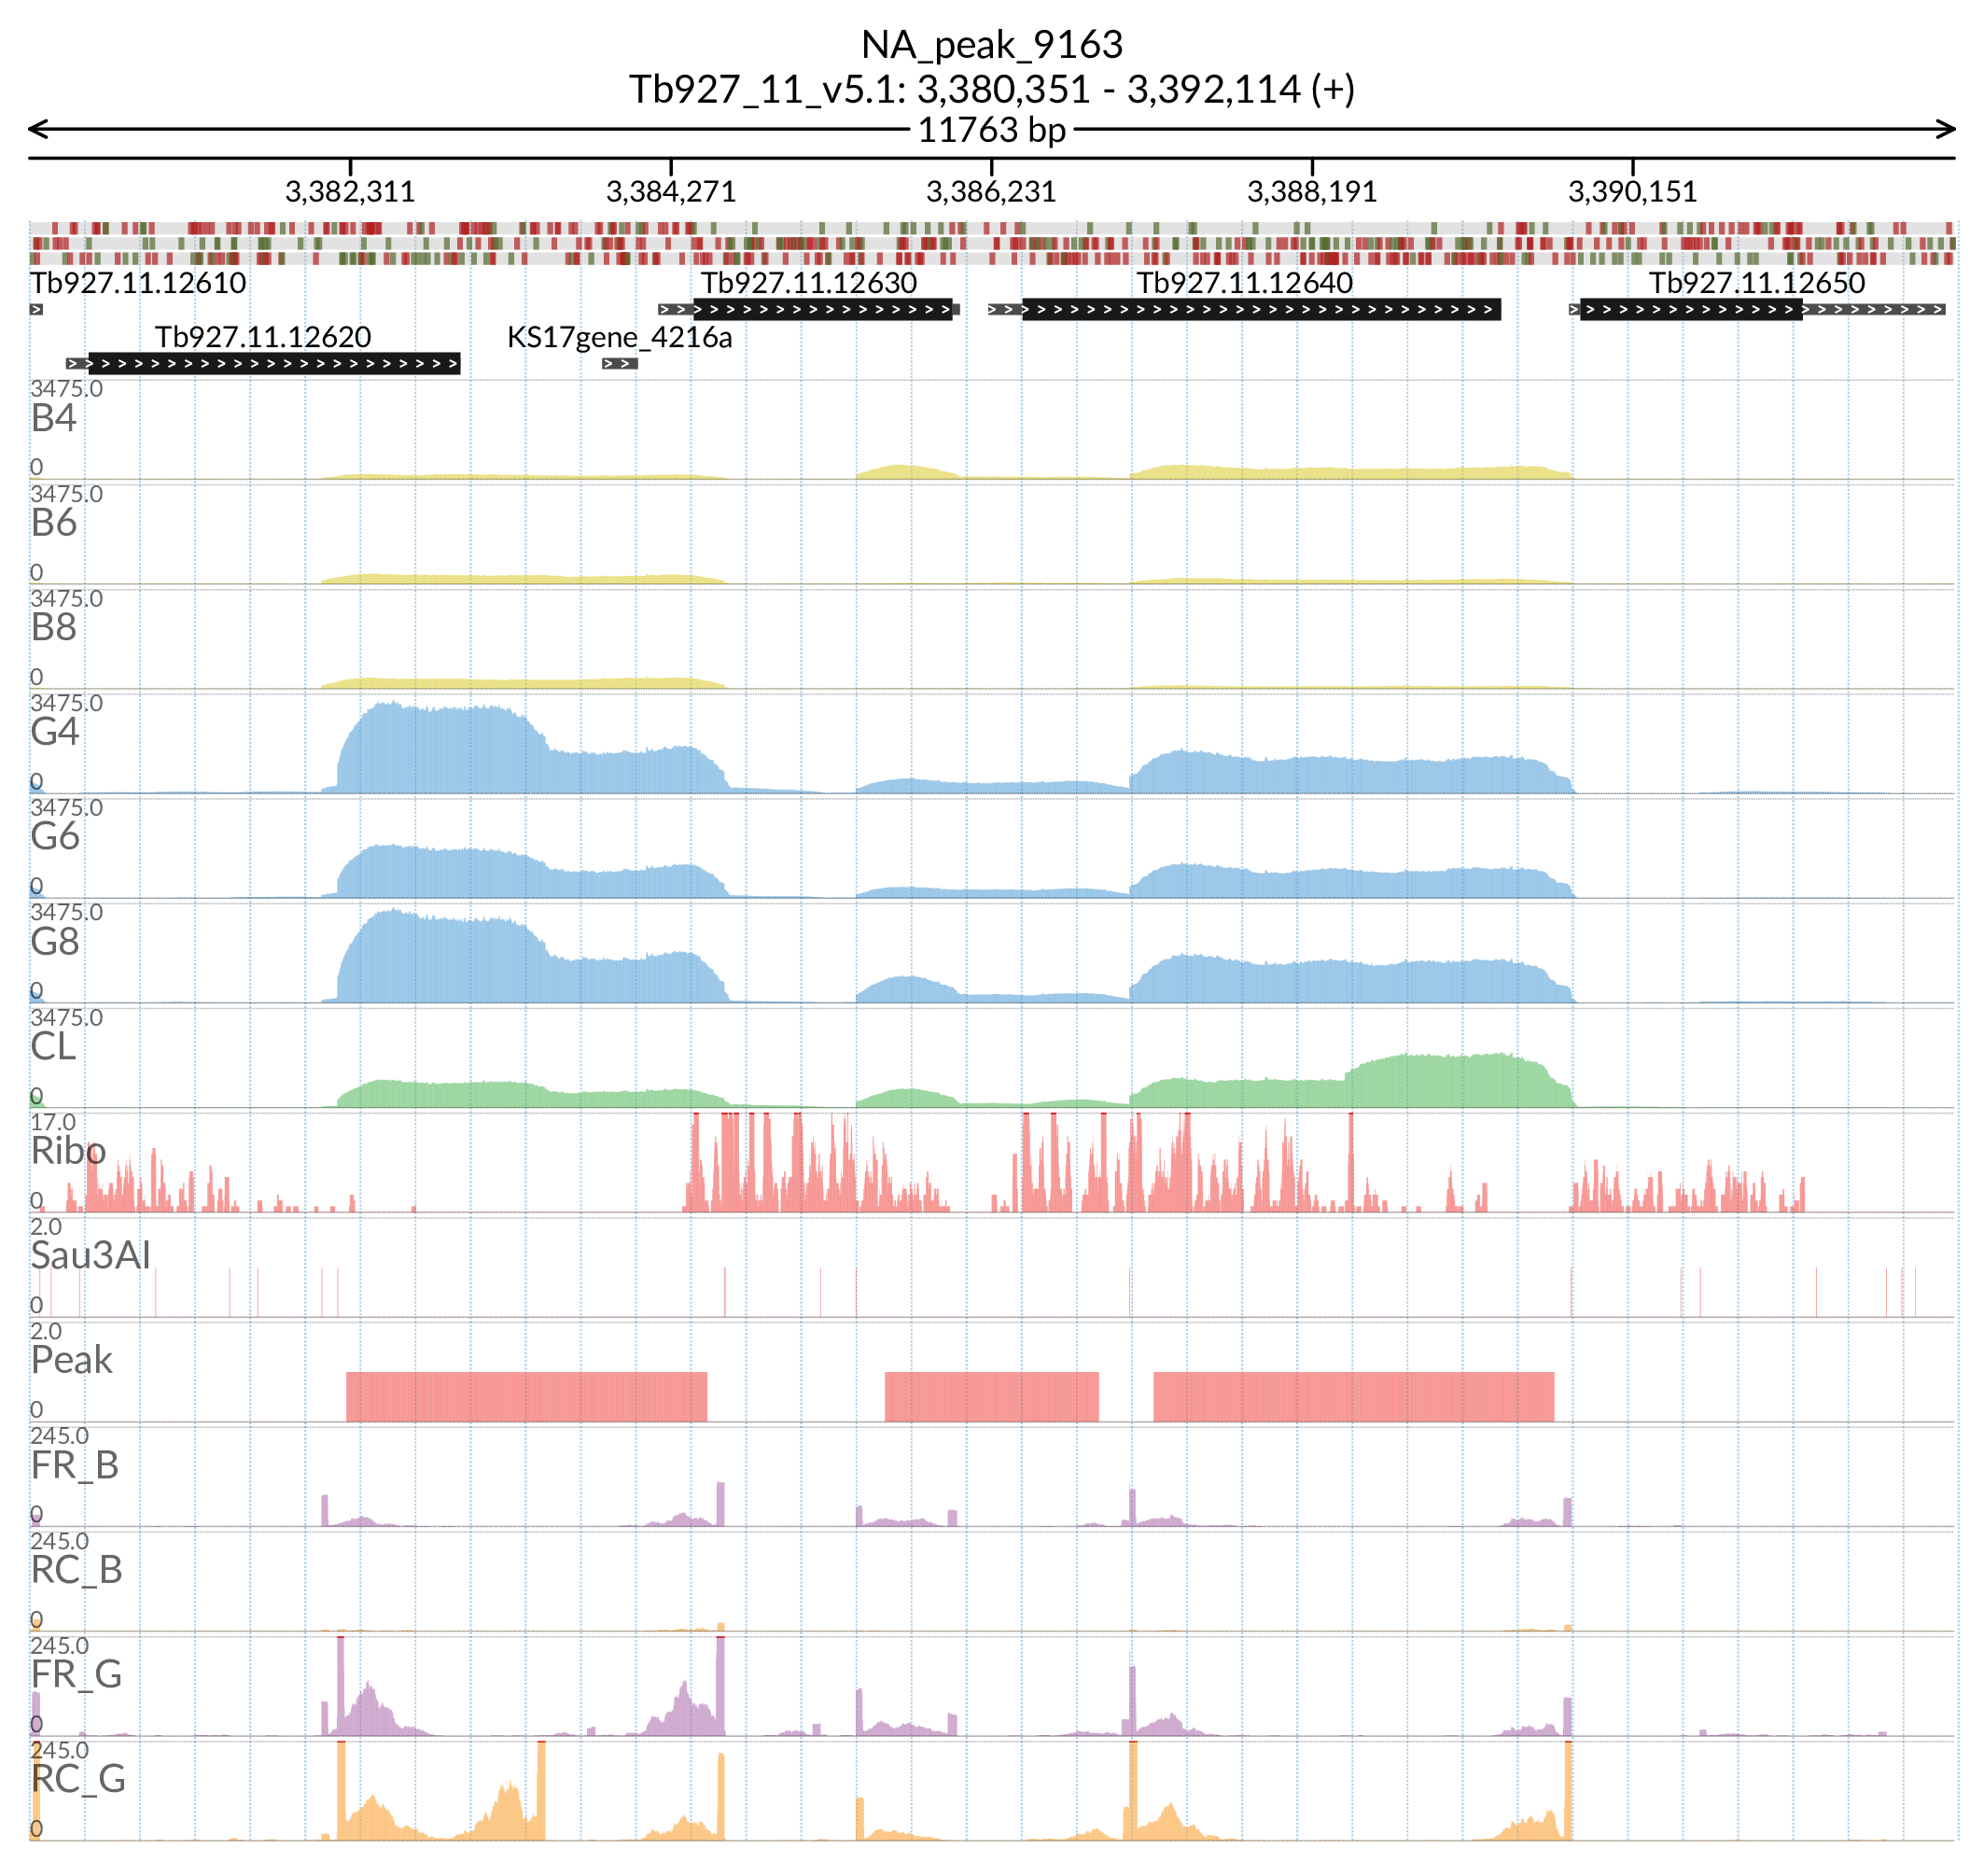 NA_peak_9163
Tb927_11_v5.1: 3,380,351 - 3,392,114 (+)
11763 bp
3,382,311 3,384,271 3,386,231 3,388,191 3,390,151
Tb927.11.12610 Tb927.11.12630 Tb927.11.12640 Tb927.11.12650
Tb927.11.12620 KS17gene_4216a
3475.0
B4
0
3475.0
B6
0
3475.0
B8
0
3475.0
G4
0
3475.0
G6
0
3475.0
G8
0
3475.0
CL
0
17.0
Ribo
0
2.0
Sau3AI
0
2.0
Peak
0
245.0
FR_B
0
245.0
RC_B
0
245.0
FR_G
0
245.0
RC_G
0